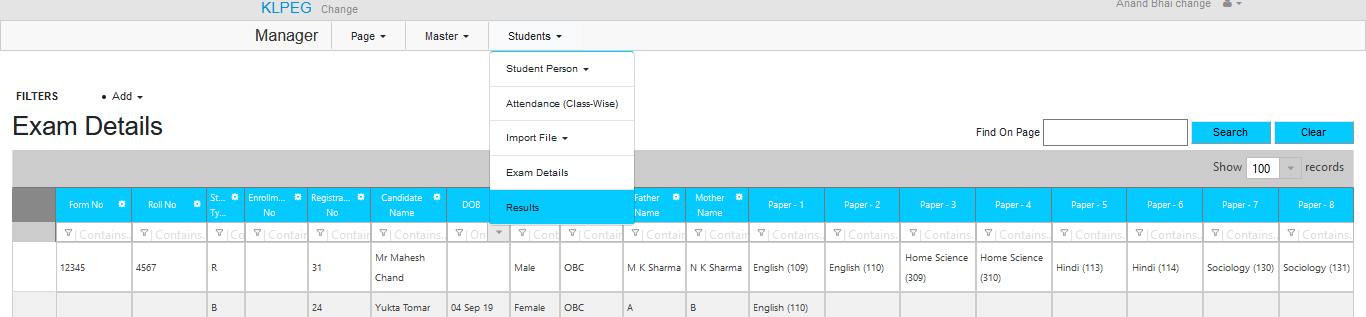 KLPEG Change Anand Bhai change
Manager Page Master Students
Student Person
Attendance (Class-Wise)
Import File
Exam Details
Results
FILTERS • Add
Exam Details
Find On Page Search Clear
Show 100 records
Form No Roll No St... Ty... Enrollm... No Registra... No Candidate Name DOB Father Name Mother Name Paper - 1 Paper - 2 Paper - 3 Paper - 4 Paper - 5 Paper - 6 Paper - 7 Paper - 8
Contains.. Contains.. Co Contain Contains. Contains.. On Cont Contains. Contains. Contains. Contains.. Contains.. Contains.. Contains.. Contains.. Contains.. Contains.. Contains..
12345 4567 R 31 Mr Mahesh Chand Male OBC M K Sharma N K Sharma English (109) English (110) Home Science (309) Home Science (310) Hindi (113) Hindi (114) Sociology (130) Sociology (131)
B 24 Yukta Tomar 04 Sep 19 Female OBC A B English (110)